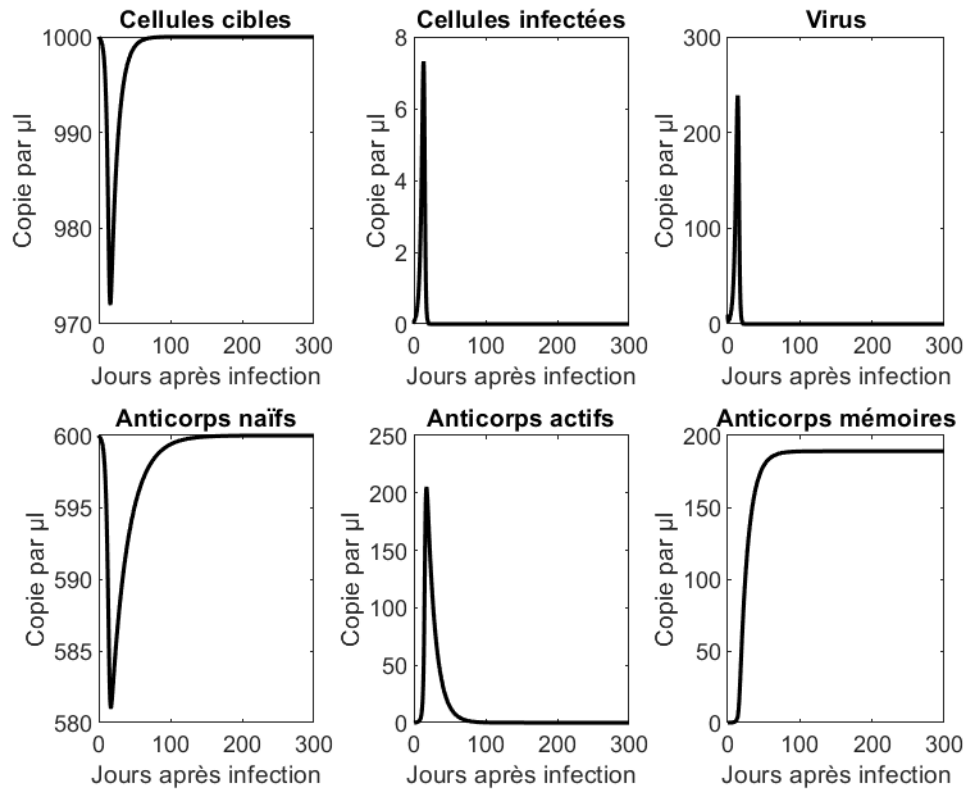 Cellules cibles
1000
990
980
970
Copie par µl
0
100
200
300
Jours après infection
Cellules infectées
8
6
4
2
0
Copie par µl
0
100
200
300
Jours après infection
Virus
300
200
100
0
Copie par µl
0
100
200
300
Jours après infection
Anticorps naïfs
600
595
590
585
580
Copie par µl
0
100
200
300
Jours après infection
Anticorps actifs
250
200
150
100
50
0
Copie par µl
0
100
200
300
Jours après infection
Anticorps mémoires
200
150
100
50
0
Copie par µl
0
100
200
300
Jours après infection